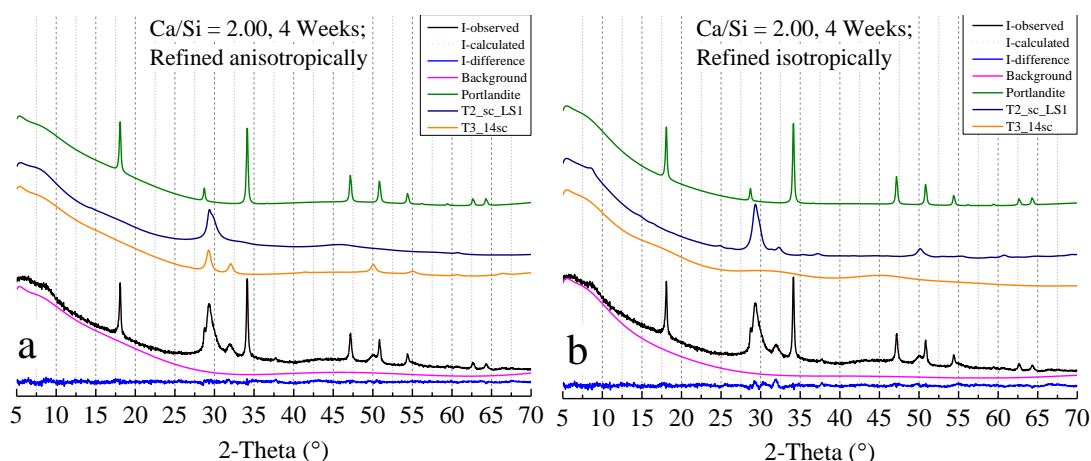 Ca/Si = 2.00, 4 Weeks;
Refined anisotropically
I-observed
I-calculated
I-difference
Background
Portlandite
T2_sc_LS1
T3_14sc
a
5 10 15 20 25 30 35 40 45 50 55 60 65 70
2-Theta (°)
Ca/Si = 2.00, 4 Weeks;
Refined isotropically
I-observed
I-calculated
I-difference
Background
Portlandite
T2_sc_LS1
T3_14sc
b
5 10 15 20 25 30 35 40 45 50 55 60 65 70
2-Theta (°)